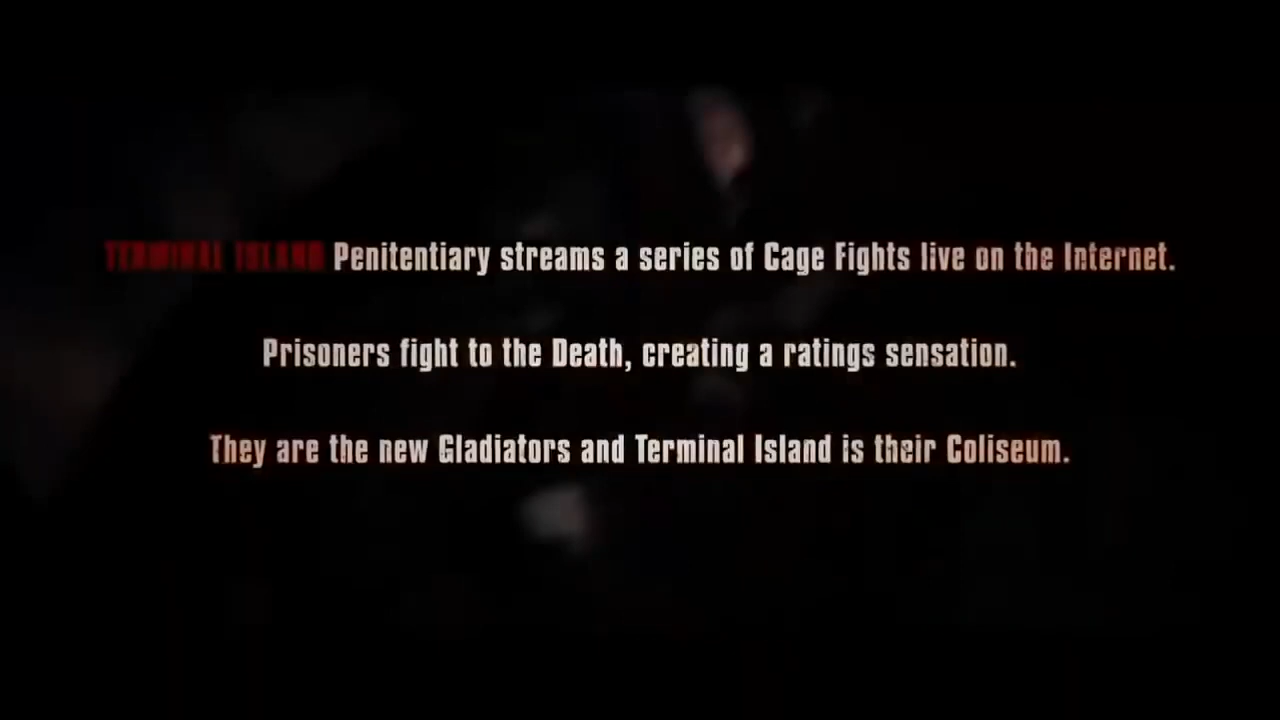 TERMINAL ISLAND Penitentiary streams a series of Cage Fights live on the Internet.
Prisoners fight to the Death, creating a ratings sensation.
They are the new Gladiators and Terminal Island is their Coliseum.